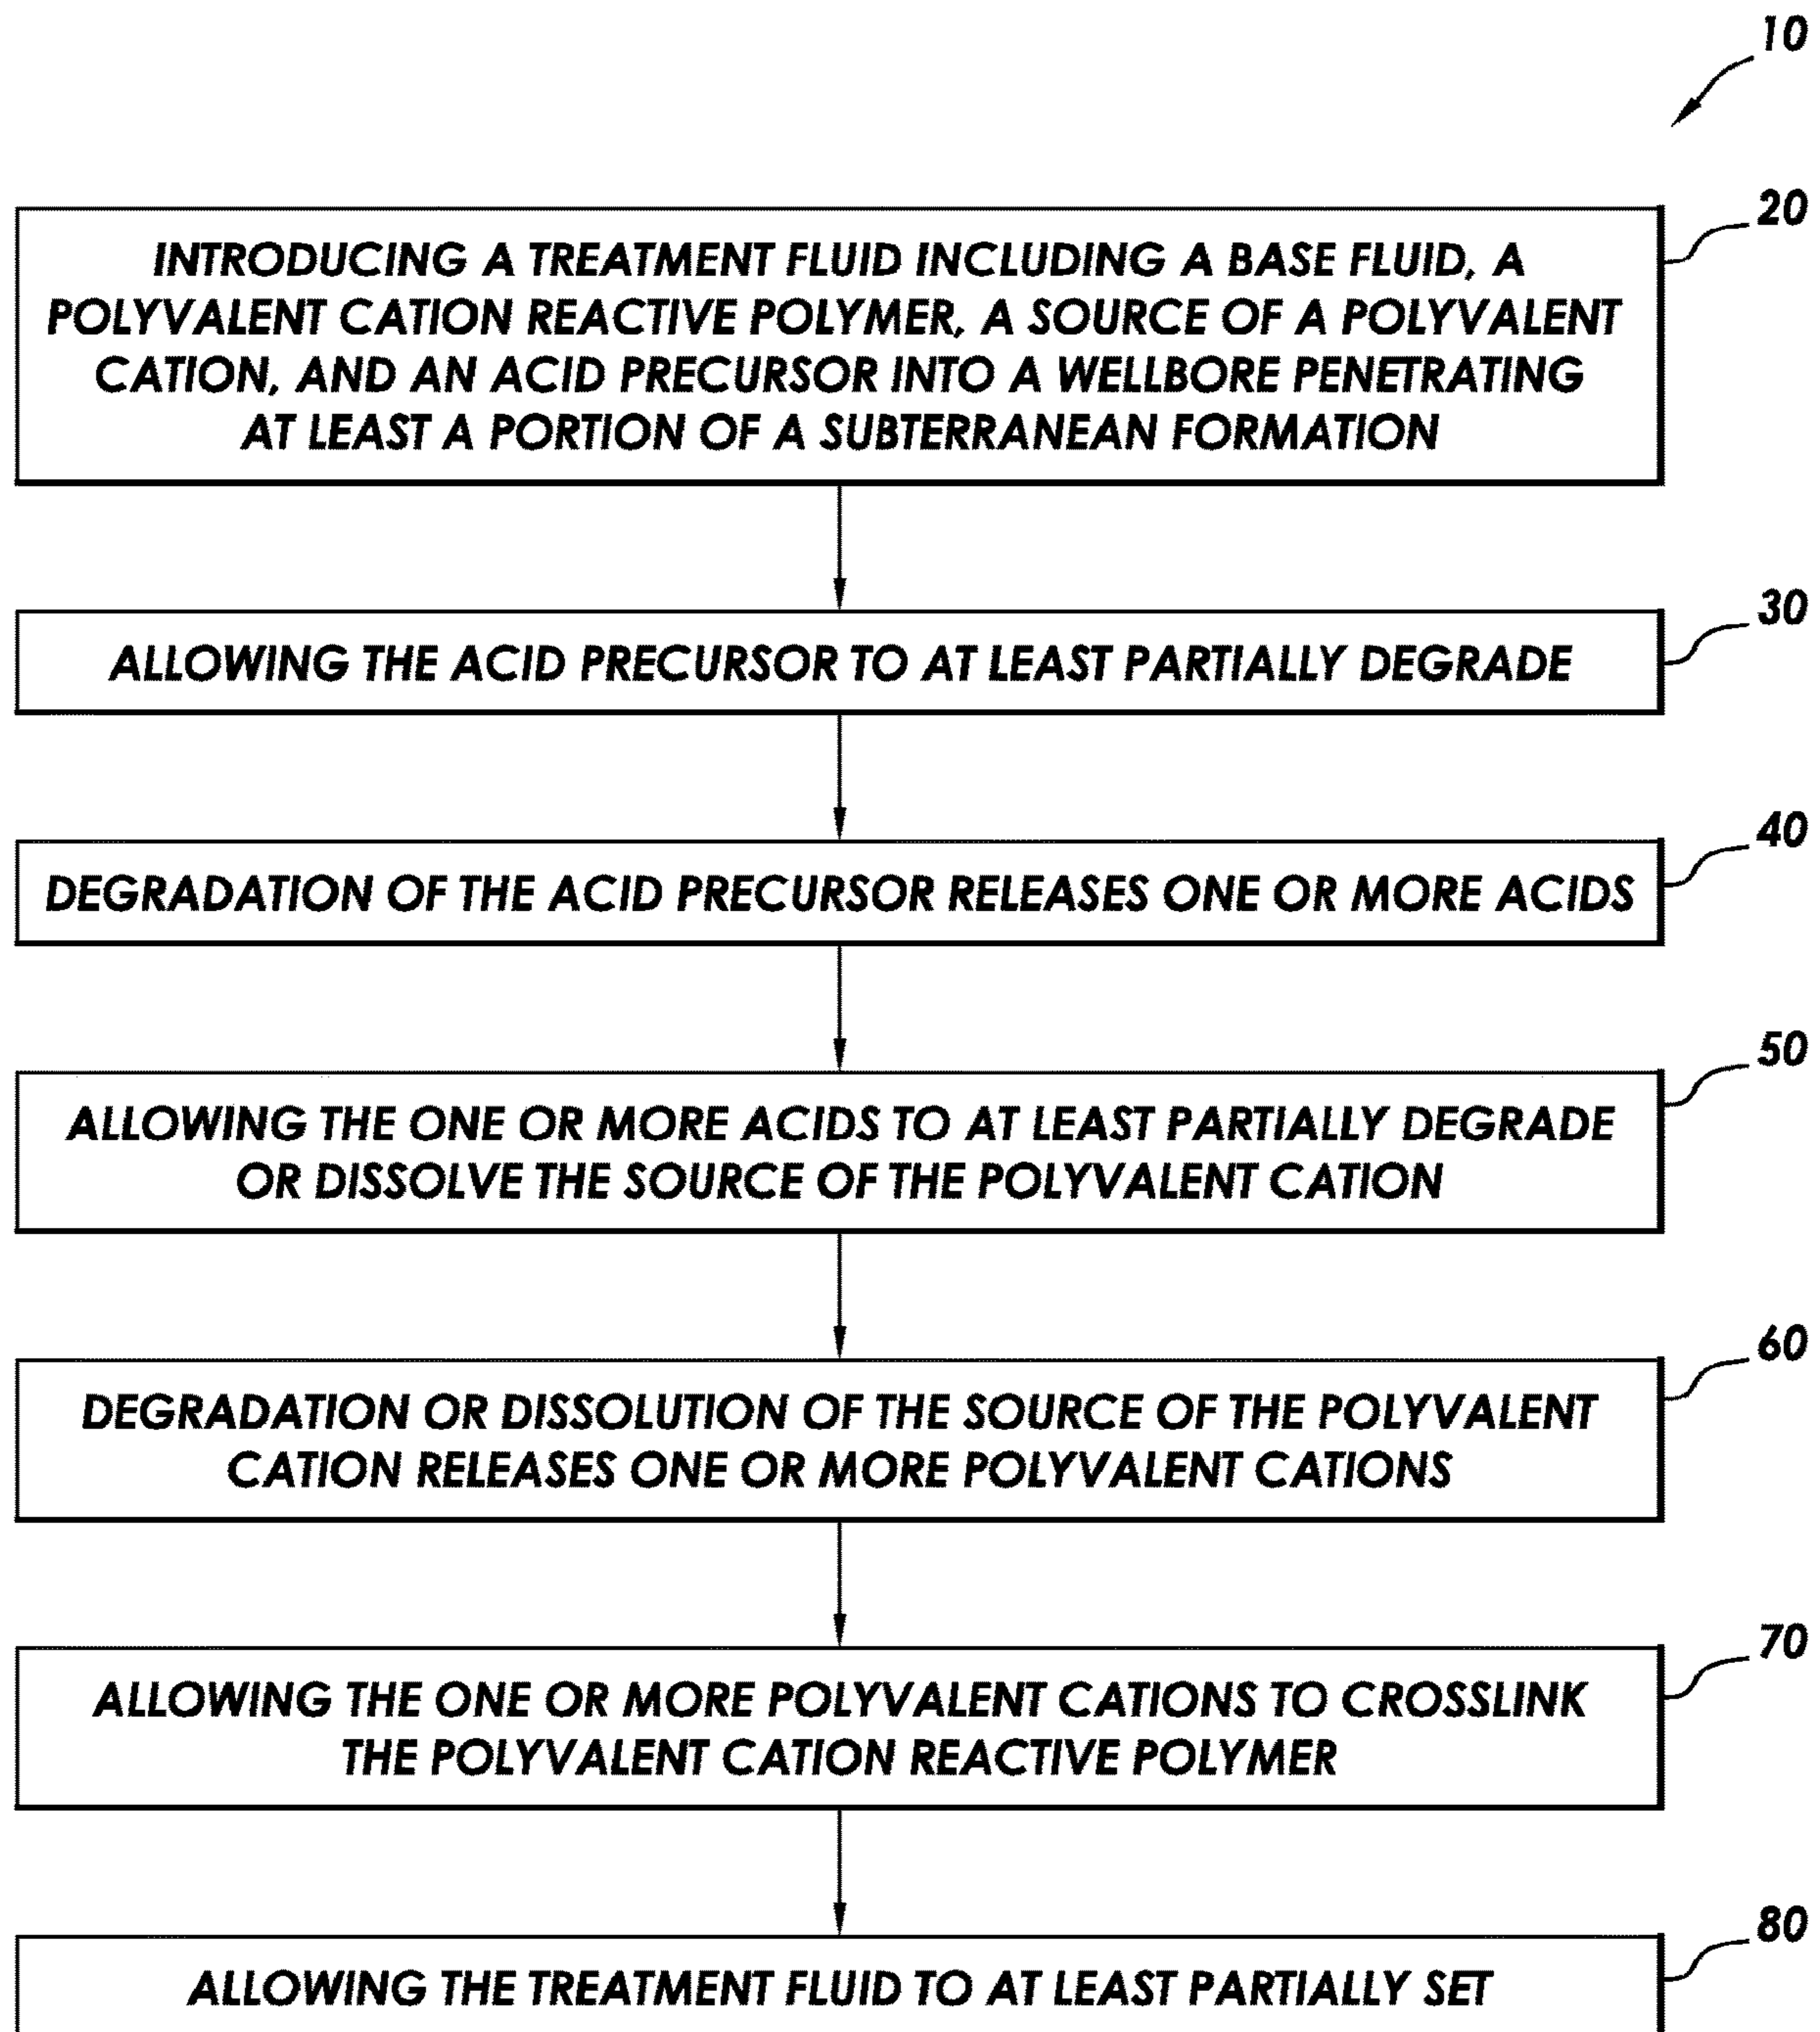 10
20
INTRODUCING A TREATMENT FLUID INCLUDING A BASE FLUID, A
POLYVALENT CATION REACTIVE POLYMER, A SOURCE OF A POLYVALENT
CATION, AND AN ACID PRECURSOR INTO A WELLBORE PENETRATING
AT LEAST A PORTION OF A SUBTERRANEAN FORMATION
30
ALLOWING THE ACID PRECURSOR TO AT LEAST PARTIALLY DEGRADE
40
DEGRADATION OF THE ACID PRECURSOR RELEASES ONE OR MORE ACIDS
50
ALLOWING THE ONE OR MORE ACIDS TO AT LEAST PARTIALLY DEGRADE
OR DISSOLVE THE SOURCE OF THE POLYVALENT CATION
60
DEGRADATION OR DISSOLUTION OF THE SOURCE OF THE POLYVALENT
CATION RELEASES ONE OR MORE POLYVALENT CATIONS
70
ALLOWING THE ONE OR MORE POLYVALENT CATIONS TO CROSSLINK
THE POLYVALENT CATION REACTIVE POLYMER
80
ALLOWING THE TREATMENT FLUID TO AT LEAST PARTIALLY SET